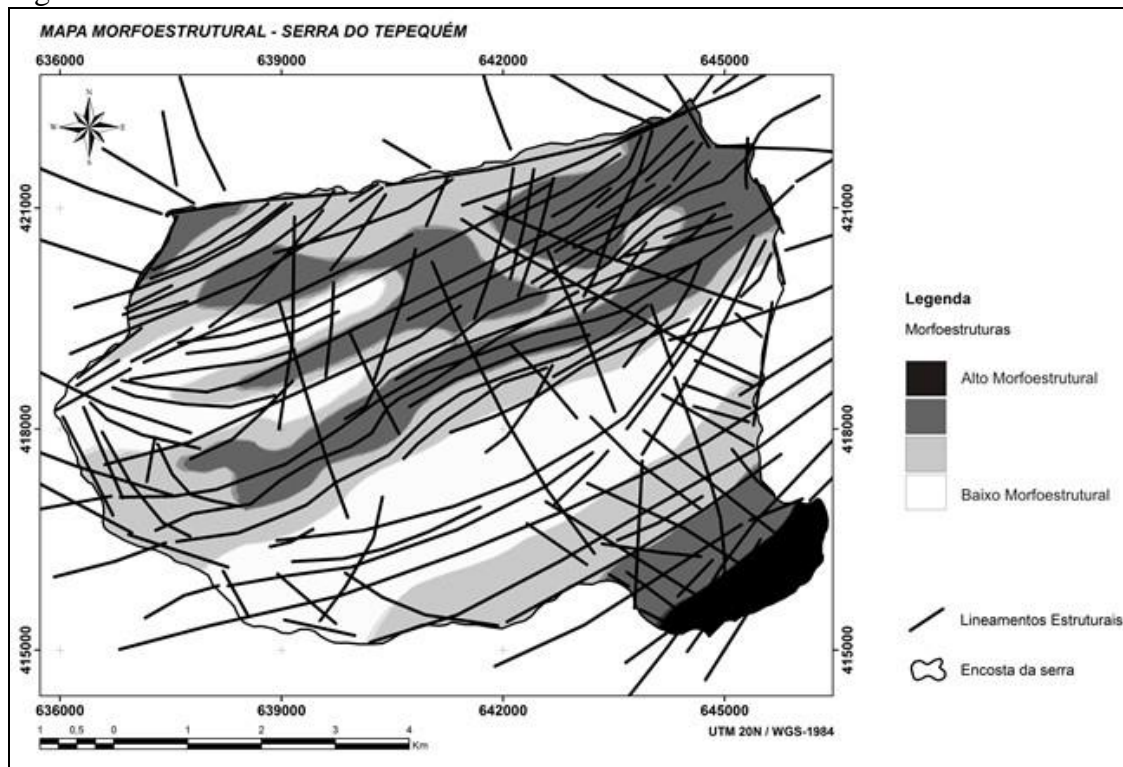 MAPA MORFOESTRUTURAL - SERRA DO TEPEQUÉM
636000 639000 642000 645000
N
W E
S
421000 421000
418000 418000
415000 415000
Legenda
Morfoestruturas
Alto Morfoestrutural
Baixo Morfoestrutural
Lineamentos Estruturais
Encosta da serra
636000 639000 642000 645000
1 0,5 0 1 2 3 4
Km
UTM 20N / WGS-1984